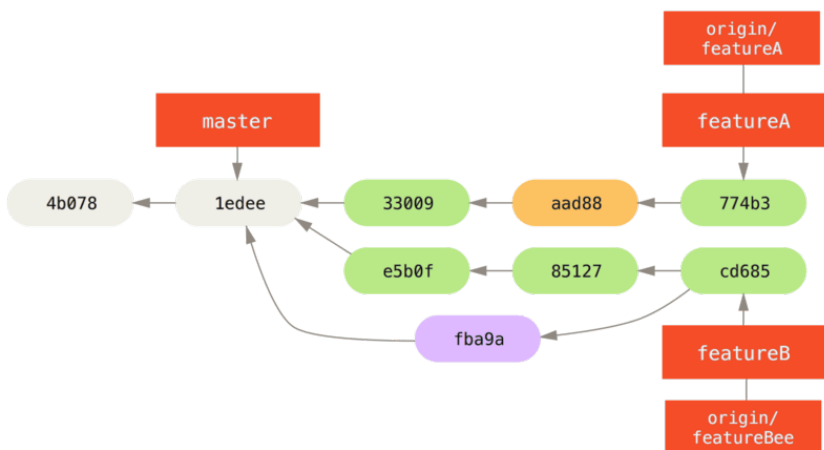 origin/
featureA
master
featureA
4b078
1edee
33009
aad88
774b3
e5b0f
85127
cd685
fba9a
featureB
origin/
featureBee